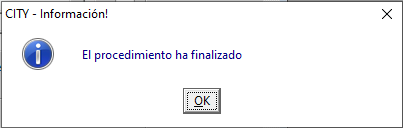 CITY - Información!
El procedimiento ha finalizado
OK